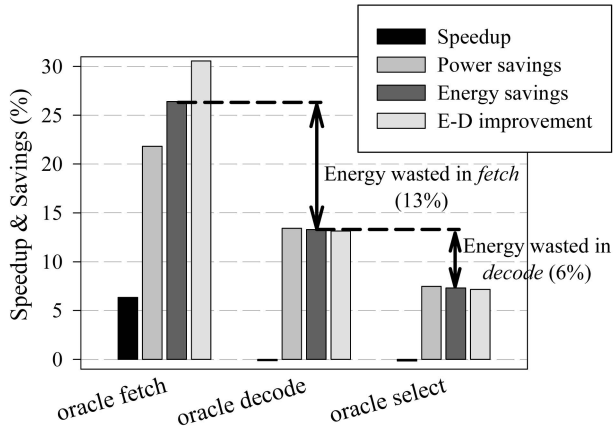 Speedup
Power savings
Energy savings
E-D improvement
Speedup & Savings (%)
30
25
20
15
10
5
0
Energy wasted in fetch
(13%)
Energy wasted in
decode (6%)
oracle fetch
oracle decode
oracle select